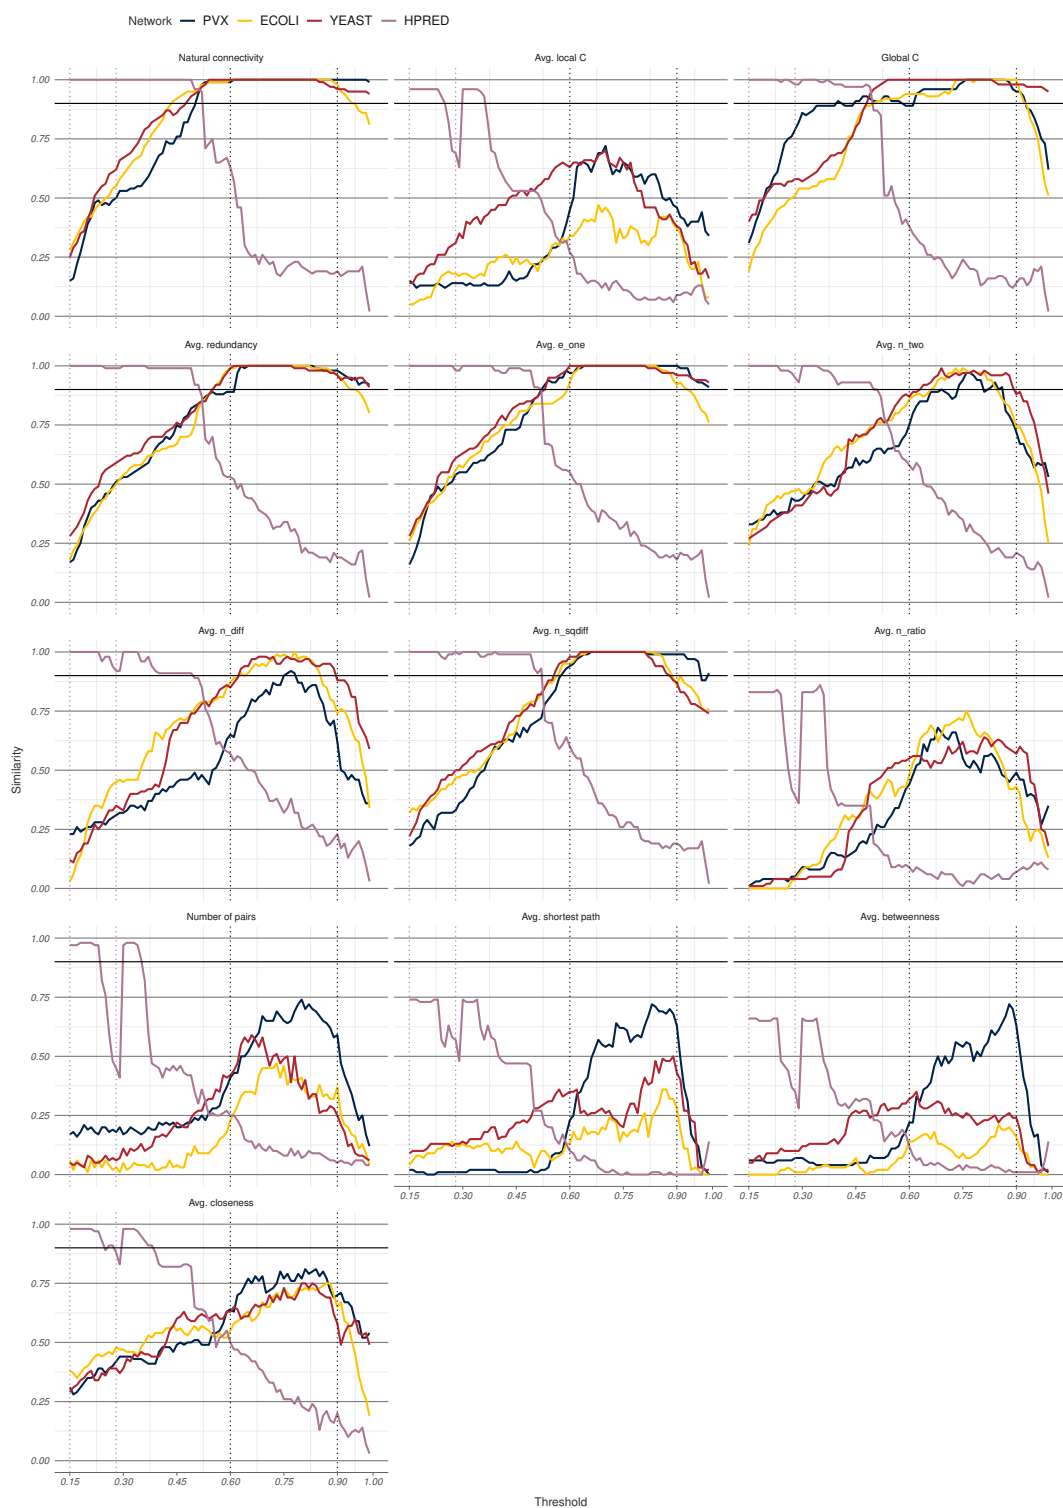 Network PVX ECOLI YEAST HPRED
Natural connectivity Avg. local C Global C
1.00
0.75
0.50
0.25
0.00
Avg. redundancy Avg. e_one Avg. n_two
1.00
0.75
0.50
0.25
0.00
Avg. n_diff Avg. n_sqdiff Avg. n_ratio
1.00
0.75
0.50
0.25
0.00
Similarity
Number of pairs Avg. shortest path Avg. betweenness
1.00
0.75
0.50
0.25
0.00
0.15 0.30 0.45 0.60 0.75 0.90 1.00 0.15 0.30 0.45 0.60 0.75 0.90 1.00
Avg. closeness
1.00
0.75
0.50
0.25
0.00
0.15 0.30 0.45 0.60 0.75 0.90 1.00
Threshold